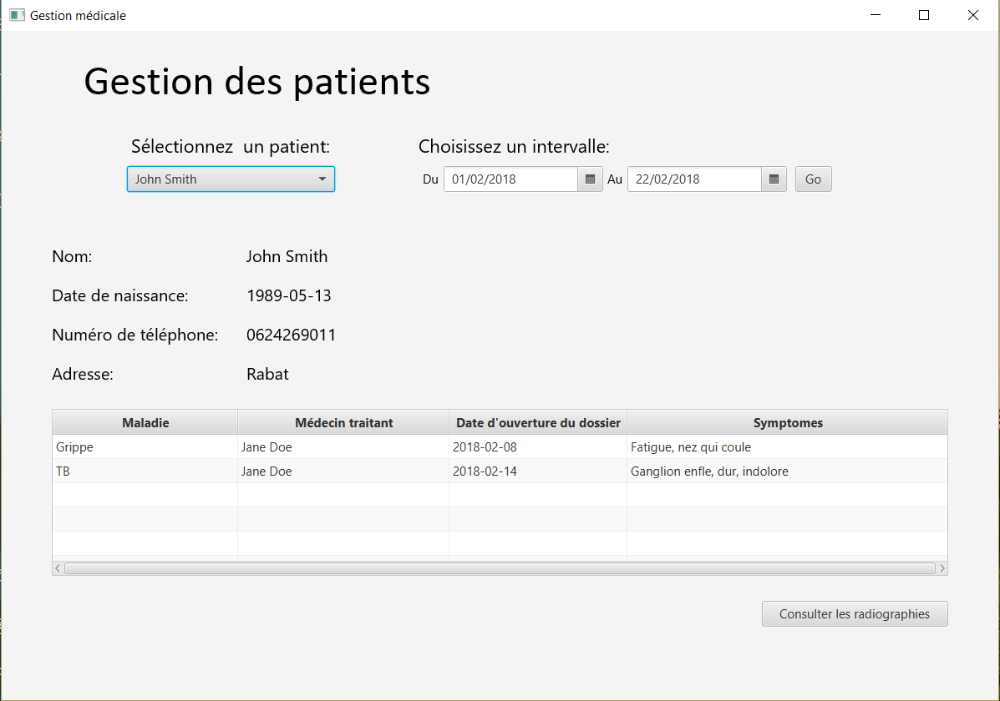 Gestion médicale
Gestion des patients
Sélectionnez  un patient:
Choisissez un intervalle:
John Smith
Du 01/02/2018 Au 22/02/2018 Go
Nom: John Smith
Date de naissance: 1989-05-13
Numéro de téléphone: 0624269011
Adresse: Rabat
Maladie Médecin traitant Date d'ouverture du dossier Symptomes
Grippe Jane Doe 2018-02-08 Fatigue, nez qui coule
TB Jane Doe 2018-02-14 Ganglion enfle, dur, indolore
Consulter les radiographies